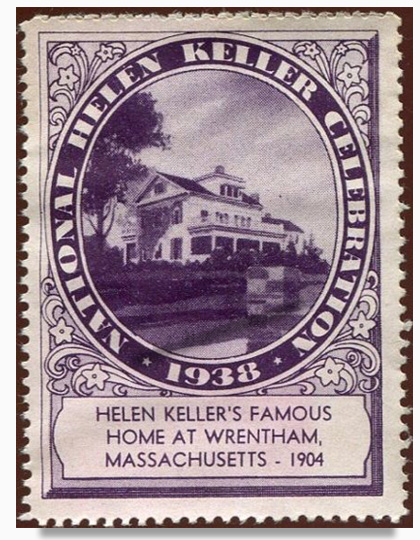 NATIONAL HELEN KELLER CELEBRATION
★ 1938 ★
HELEN KELLER'S FAMOUS
HOME AT WRENTHAM,
MASSACHUSETTS - 1904